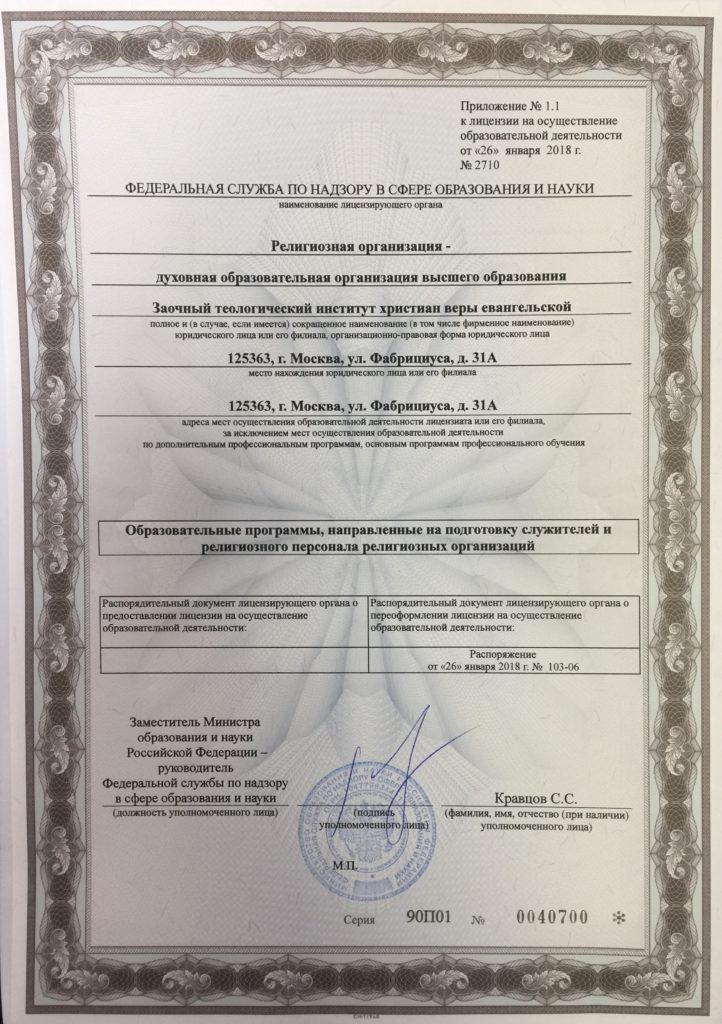 Приложение № 1.1
к лицензии на осуществление
образовательной деятельности
от «26» января 2018 г.
№ 2710
ФЕДЕРАЛЬНАЯ СЛУЖБА ПО НАДЗОРУ В СФЕРЕ ОБРАЗОВАНИЯ И НАУКИ
наименование лицензирующего органа
Религиозная организация -
духовная образовательная организация высшего образования
Заочный теологический институт христиан веры евангельской
полное и (в случае, если имеется) сокращенное наименование (в том числе фирменное наименование)
юридического лица или его филиала, организационно-правовая форма юридического лица
125363, г. Москва, ул. Фабрициуса, д. 31А
место нахождения юридического лица или его филиала
125363, г. Москва, ул. Фабрициуса, д. 31А
адреса мест осуществления образовательной деятельности лицензиата или его филиала,
за исключением мест осуществления образовательной деятельности
по дополнительным профессиональным программам, основным программам профессионального обучения
Образовательные программы, направленные на подготовку служителей и
религиозного персонала религиозных организаций
Распорядительный документ лицензирующего органа о
предоставлении лицензии на осуществление
образовательной деятельности:
Распорядительный документ лицензирующего органа о
переоформлении лицензии на осуществление
образовательной деятельности:
Распоряжение
от «26» января 2018 г. № 103-06
Заместитель Министра
образования и науки
Российской Федерации –
руководитель
Федеральной службы по надзору
в сфере образования и науки
(должность уполномоченного лица)
(подпись
уполномоченного лица)
Кравцов С.С.
(фамилия, имя, отчество (при наличии)
уполномоченного лица)
М.П.
Серия 90П01 № 0040700 *